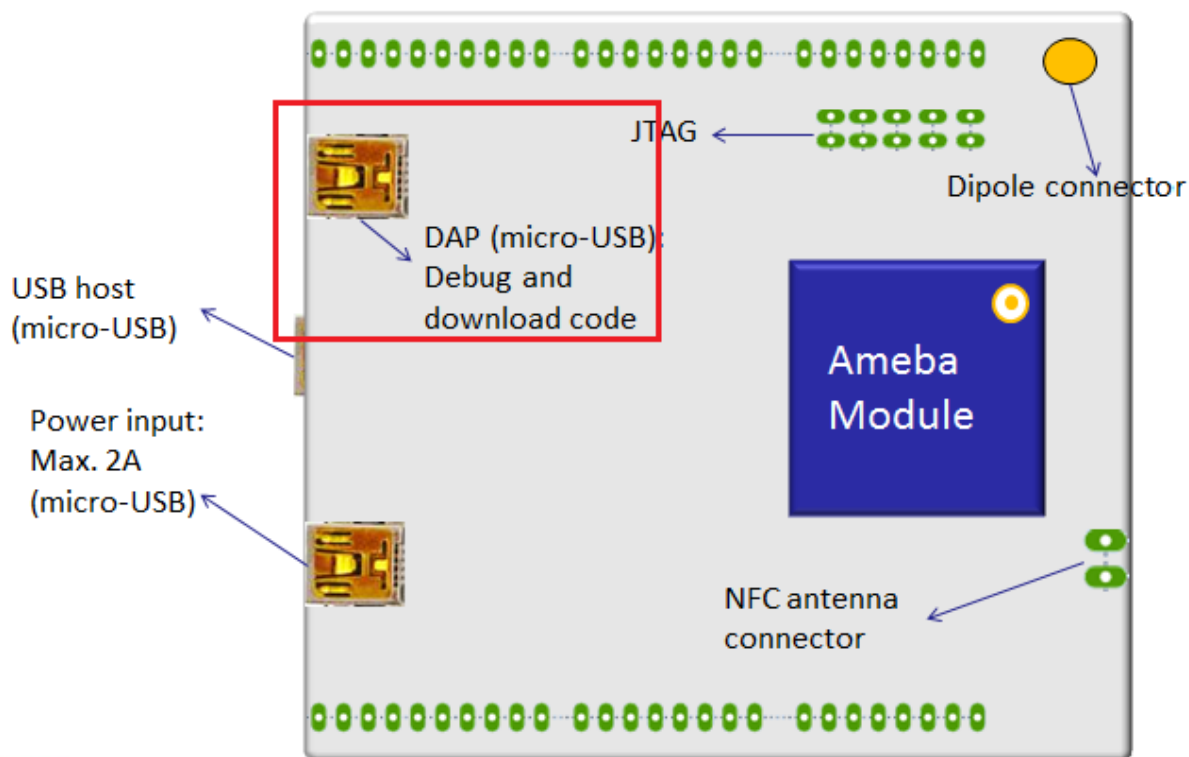 JTAG
Dipole connector
DAP (micro-USB):
Debug and
download code
USB host
(micro-USB)
Ameba
Module
Power input:
Max. 2A
(micro-USB)
NFC antenna
connector